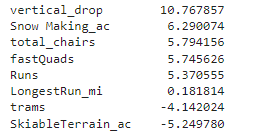 vertical_drop 10.767857
Snow Making_ac 6.290074
total_chairs 5.794156
fastQuads 5.745626
Runs 5.370555
LongestRun_mi 0.181814
trams -4.142024
SkiableTerrain_ac -5.249780